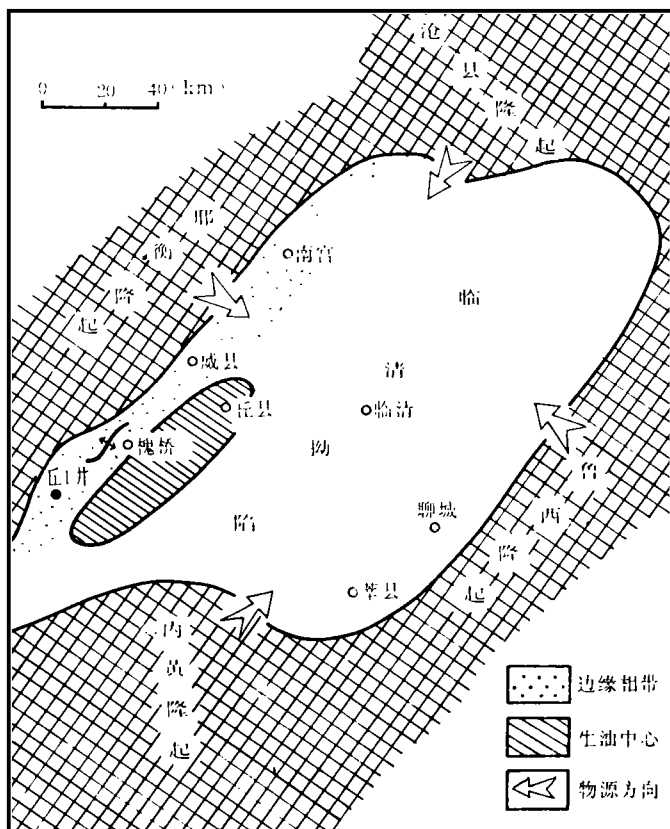 沧县隆起
0 20 40 (km)
邢衡隆起
南宫
临清拗陷
威县
丘县
临清
槐桥
丘1井
鲁西隆起
聊城
莘县
内黄隆起
边缘相带
生油中心
物源方向